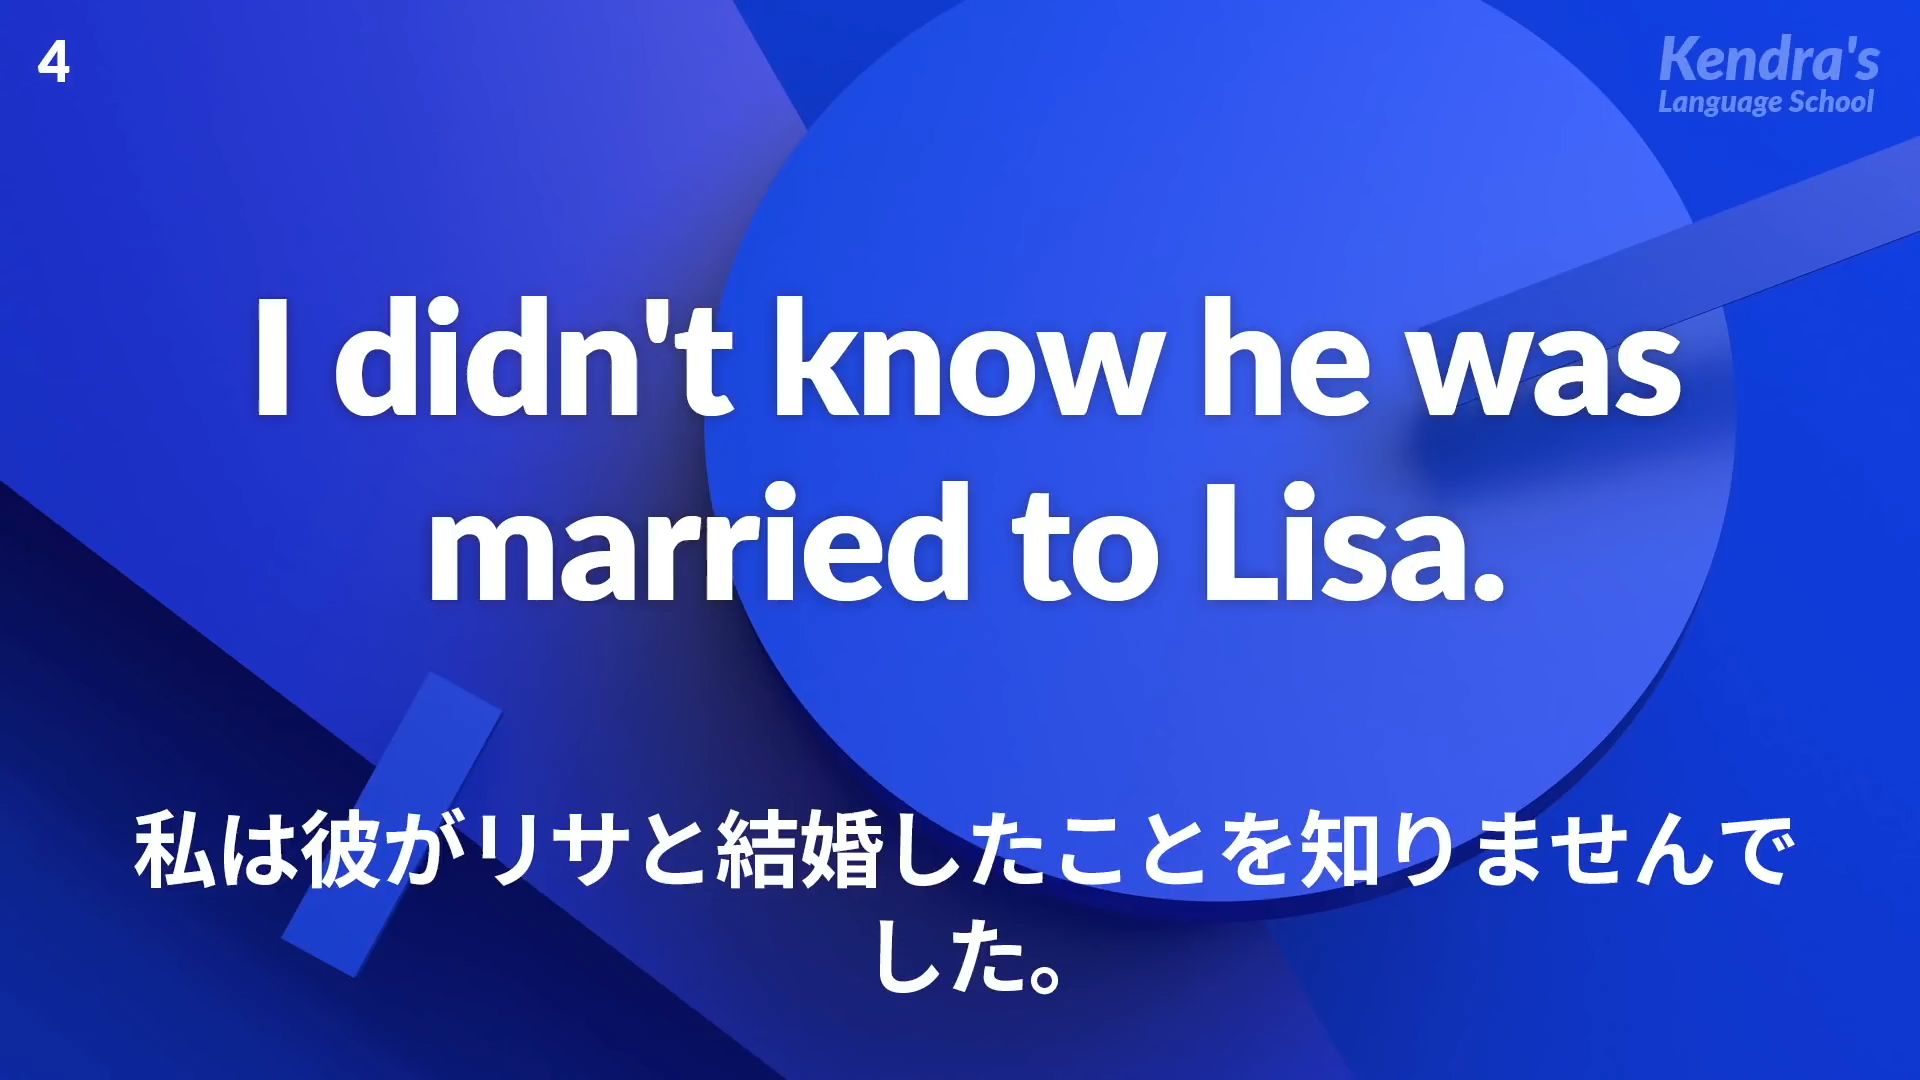 4
Kendra's
Language School
I didn't know he was
married to Lisa.
私は彼がリサと結婚したことを知りませんで
した。